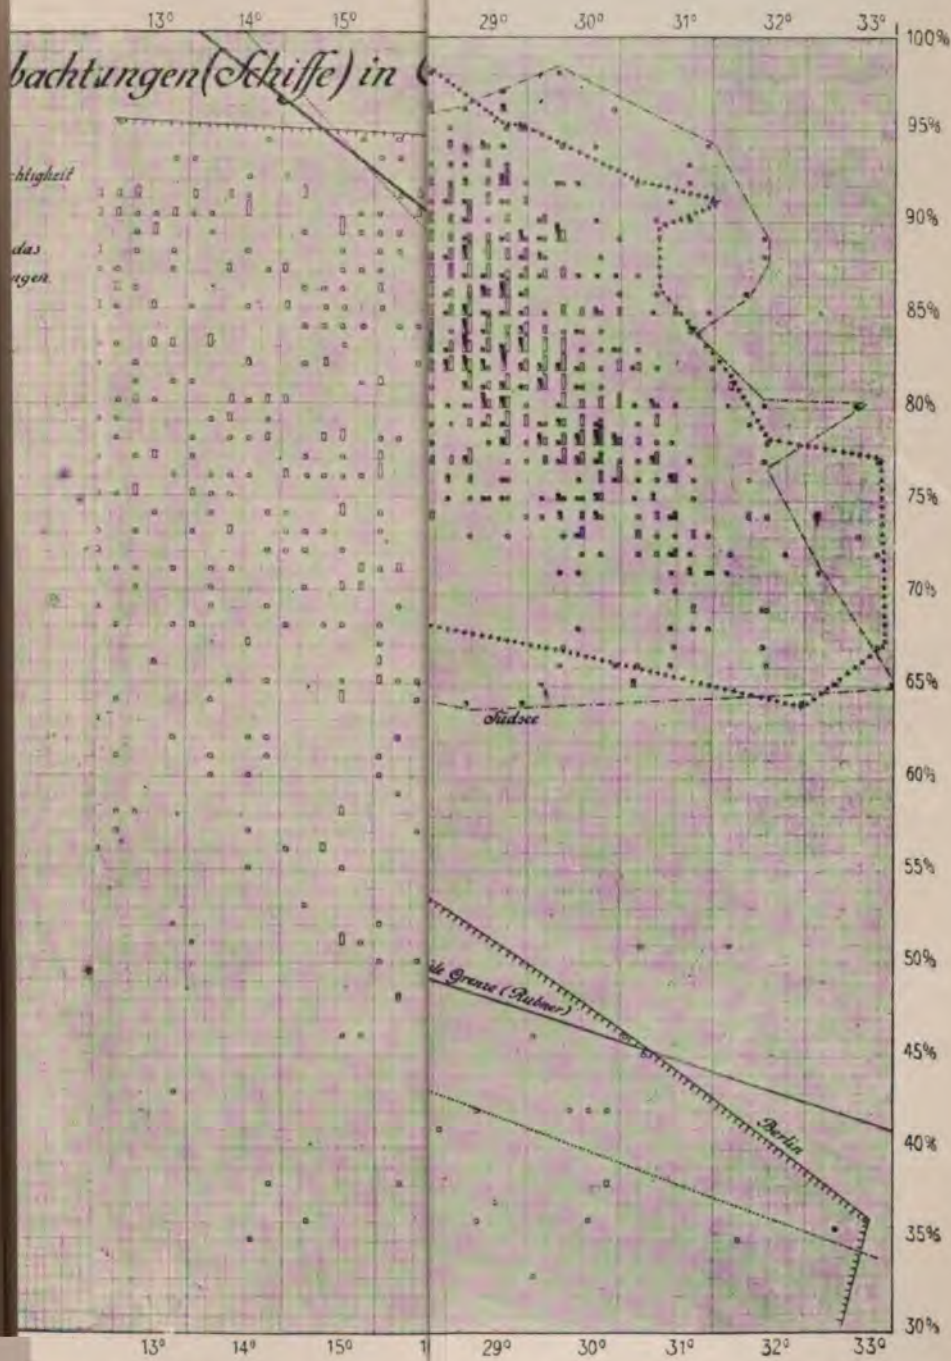 13° 14° 15° 29° 30° 31° 32° 33°
100%
bachtungen (Schiffe) in
95%
chtigkeit
90%
das
ngen
85%
80%
75%
70%
65%
Südsee
60%
55%
50%
ale Grenze (Rubner)
45%
Berlin
40%
35%
30%
13° 14° 15° 1 29° 30° 31° 32° 33°